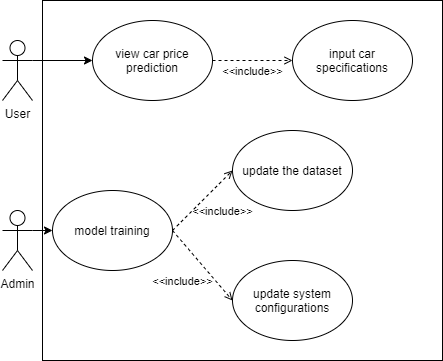 view car price
prediction
<<include>>
input car
specifications
User
update the dataset
<<include>>
model training
Admin
<<include>>
update system
configurations